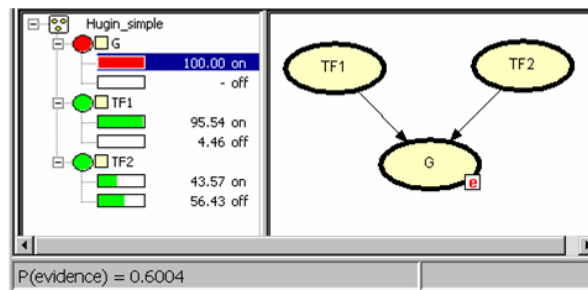 Hugin_simple
G
100.00 on
- off
TF1
95.54 on
4.46 off
TF2
43.57 on
56.43 off
TF1
TF2
G
e
P(evidence) = 0.6004